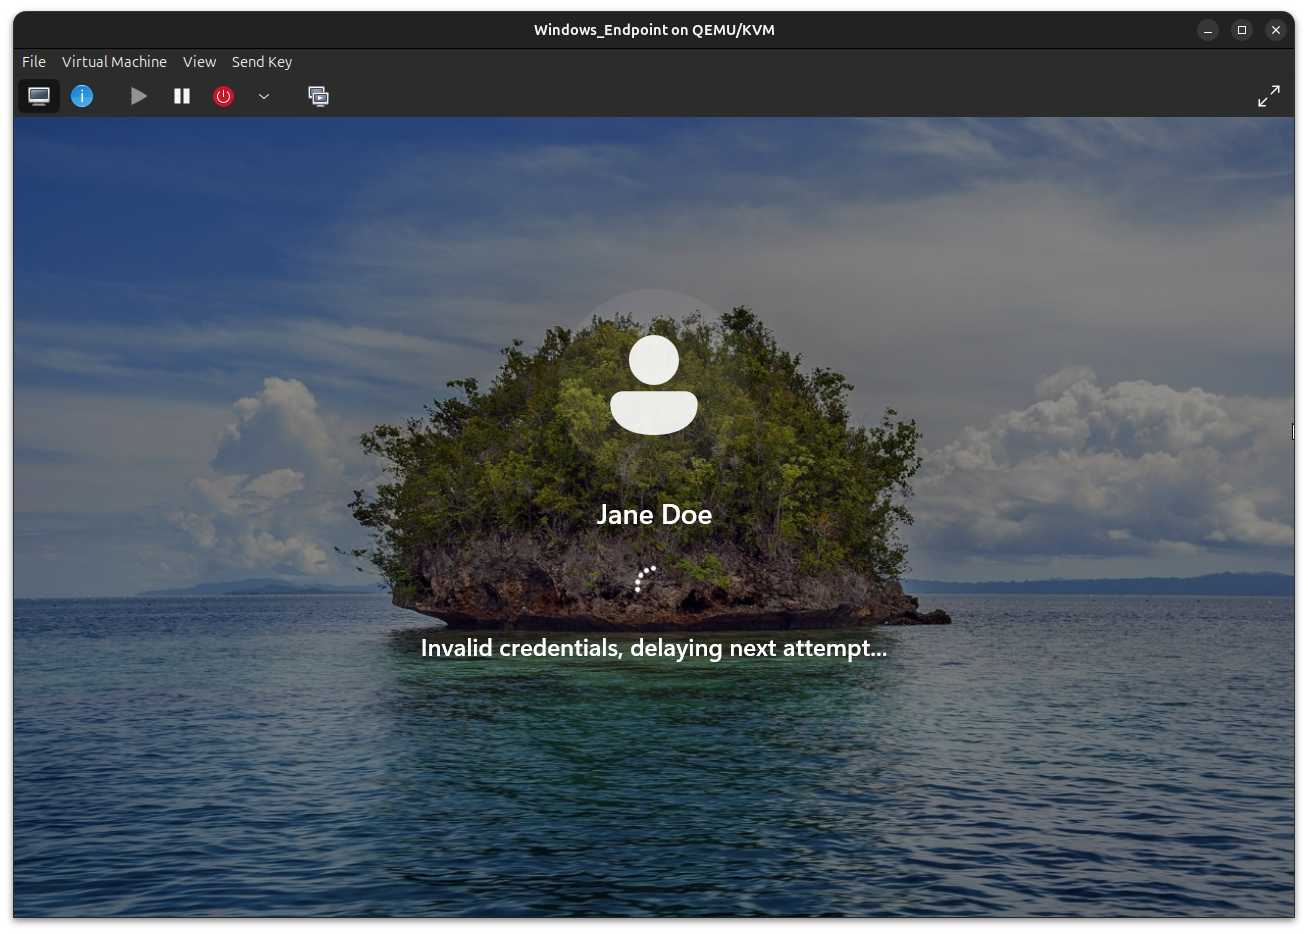 Windows_Endpoint on QEMU/KVM
File Virtual Machine View Send Key
Jane Doe
Invalid credentials, delaying next attempt...